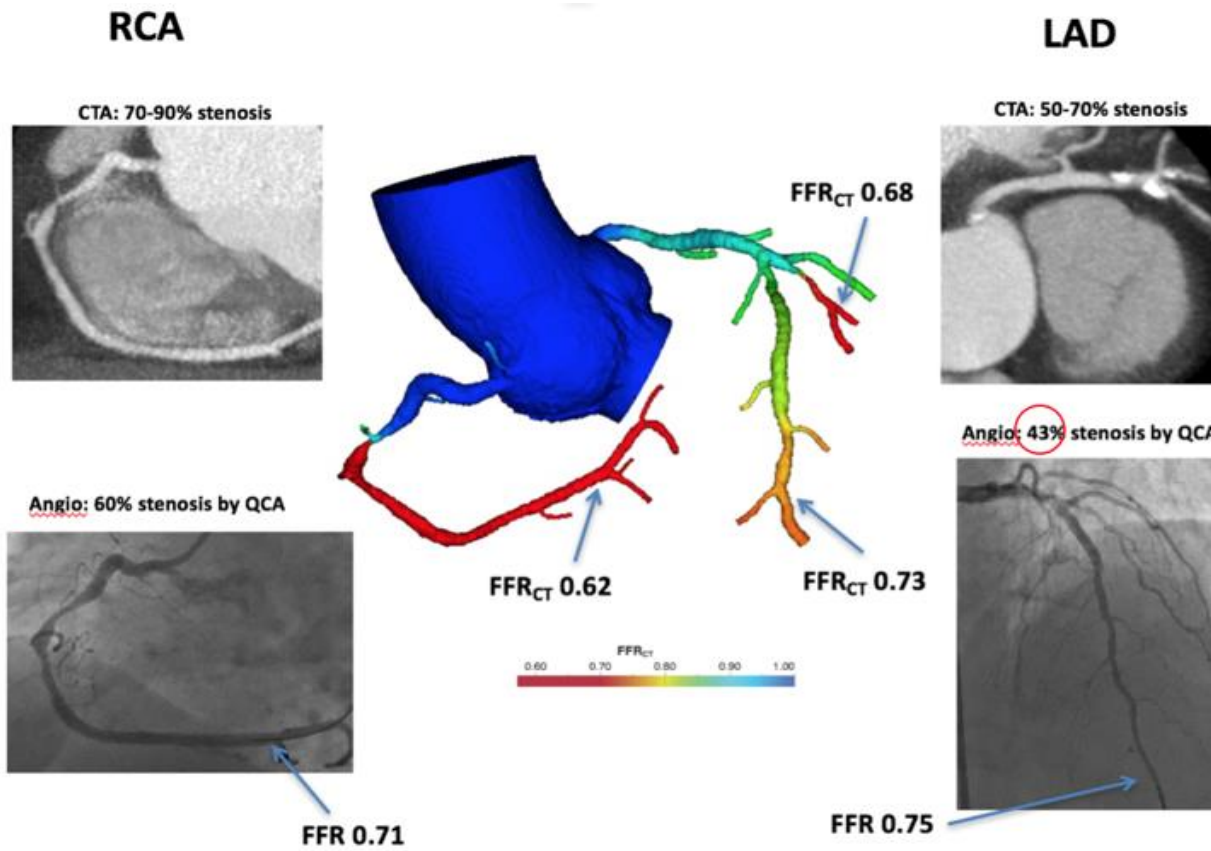 RCA
LAD
CTA: 70-90% stenosis
CTA: 50-70% stenosis
FFRCT 0.68
Angio: 43% stenosis by QCA
Angio: 60% stenosis by QCA
FFRCT 0.62
FFRCT 0.73
FFRCT
0.60 0.70 0.80 0.90 1.00
FFR 0.71
FFR 0.75